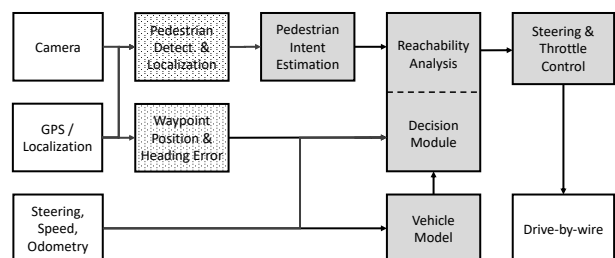 Camera
Pedestrian
Detect. &
Localization
Pedestrian
Intent
Estimation
Reachability
Analysis
Steering &
Throttle
Control
GPS /
Localization
Waypoint
Position &
Heading Error
Decision
Module
Steering,
Speed,
Odometry
Vehicle
Model
Drive-by-wire